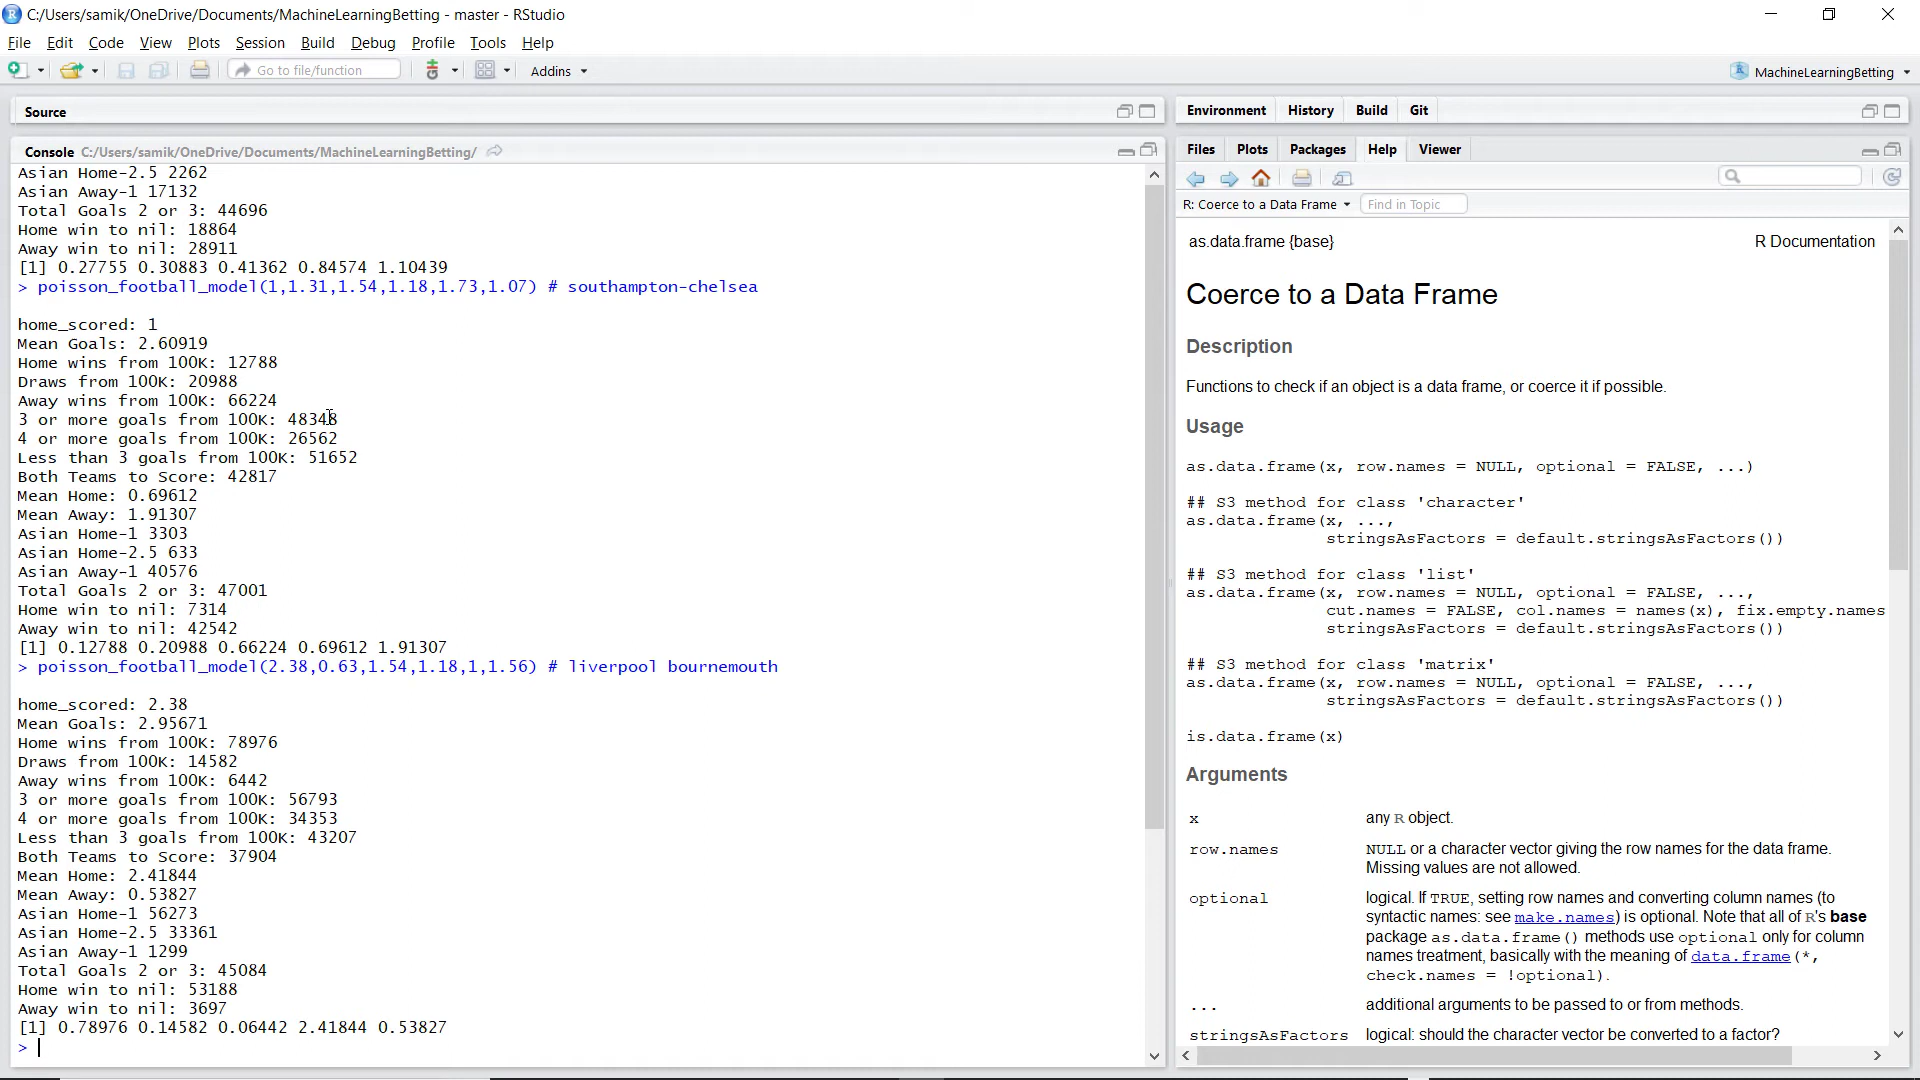 C:/Users/samik/OneDrive/Documents/MachineLearningBetting - master - RStudio
File Edit Code View Plots Session Build Debug Profile Tools Help
Go to file/function Addins MachineLearningBetting
Source
Console C:/Users/samik/OneDrive/Documents/MachineLearningBetting/
Asian Home-2.5 2262
Asian Away-1 17132
Total Goals 2 or 3: 44696
Home win to nil: 18864
Away win to nil: 28911
[1] 0.27755 0.30883 0.41362 0.84574 1.10439
> poisson_football_model(1,1.31,1.54,1.18,1.73,1.07) # southampton-chelsea
home_scored: 1
Mean Goals: 2.60919
Home wins from 100K: 12788
Draws from 100K: 20988
Away wins from 100K: 66224
3 or more goals from 100K: 48348
4 or more goals from 100K: 26562
Less than 3 goals from 100K: 51652
Both Teams to Score: 42817
Mean Home: 0.69612
Mean Away: 1.91307
Asian Home-1 3303
Asian Home-2.5 633
Asian Away-1 40576
Total Goals 2 or 3: 47001
Home win to nil: 7314
Away win to nil: 42542
[1] 0.12788 0.20988 0.66224 0.69612 1.91307
> poisson_football_model(2.38,0.63,1.54,1.18,1,1.56) # liverpool bournemouth
home_scored: 2.38
Mean Goals: 2.95671
Home wins from 100K: 78976
Draws from 100K: 14582
Away wins from 100K: 6442
3 or more goals from 100K: 56793
4 or more goals from 100K: 34353
Less than 3 goals from 100K: 43207
Both Teams to Score: 37904
Mean Home: 2.41844
Mean Away: 0.53827
Asian Home-1 56273
Asian Home-2.5 33361
Asian Away-1 1299
Total Goals 2 or 3: 45084
Home win to nil: 53188
Away win to nil: 3697
[1] 0.78976 0.14582 0.06442 2.41844 0.53827
>
Environment History Build Git
Files Plots Packages Help Viewer
R: Coerce to a Data Frame Find in Topic
as.data.frame {base} R Documentation
Coerce to a Data Frame
Description
Functions to check if an object is a data frame, or coerce it if possible.
Usage
as.data.frame(x, row.names = NULL, optional = FALSE, ...)
## S3 method for class 'character'
as.data.frame(x, ...,
stringsAsFactors = default.stringsAsFactors())
## S3 method for class 'list'
as.data.frame(x, row.names = NULL, optional = FALSE, ...,
cut.names = FALSE, col.names = names(x), fix.empty.names
stringsAsFactors = default.stringsAsFactors())
## S3 method for class 'matrix'
as.data.frame(x, row.names = NULL, optional = FALSE, ...,
stringsAsFactors = default.stringsAsFactors())
is.data.frame(x)
Arguments
x any R object.
row.names NULL or a character vector giving the row names for the data frame.
Missing values are not allowed.
optional logical. If TRUE, setting row names and converting column names (to
syntactic names: see make.names) is optional. Note that all of R's base
package as.data.frame() methods use optional only for column
names treatment, basically with the meaning of data.frame(*,
check.names = !optional).
... additional arguments to be passed to or from methods.
stringsAsFactors logical: should the character vector be converted to a factor?